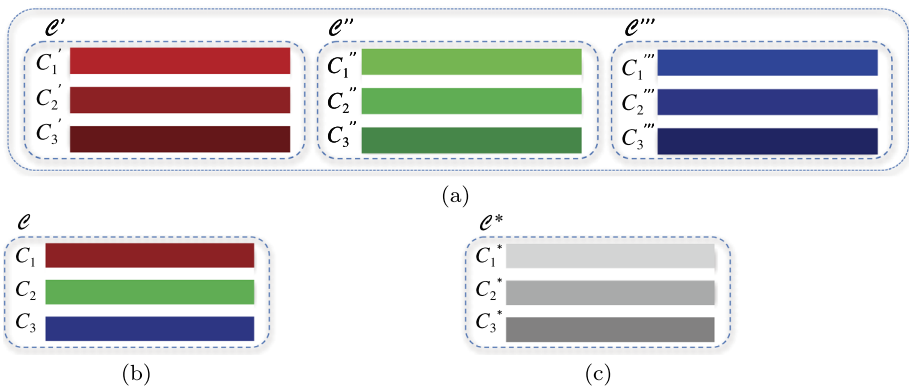 𝒞′ 𝒞″ 𝒞‴
C₁′ C₁″ C₁‴
C₂′ C₂″ C₂‴
C₃′ C₃″ C₃‴
(a)
𝒞 𝒞*
C₁ C₁*
C₂ C₂*
C₃ C₃*
(b) (c)